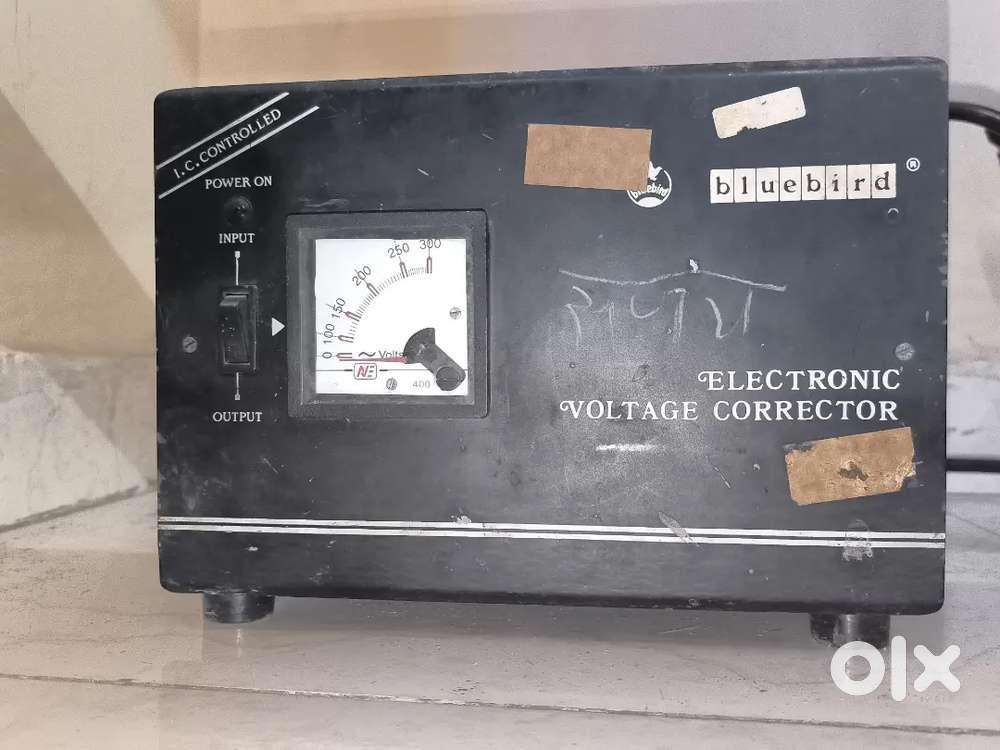 I.C. CONTROLLED
POWER ON
INPUT
OUTPUT
0 100 150 200 250 300
~ Volts
NE
400
bluebird
bluebird ®
ELECTRONIC
VOLTAGE CORRECTOR
olx